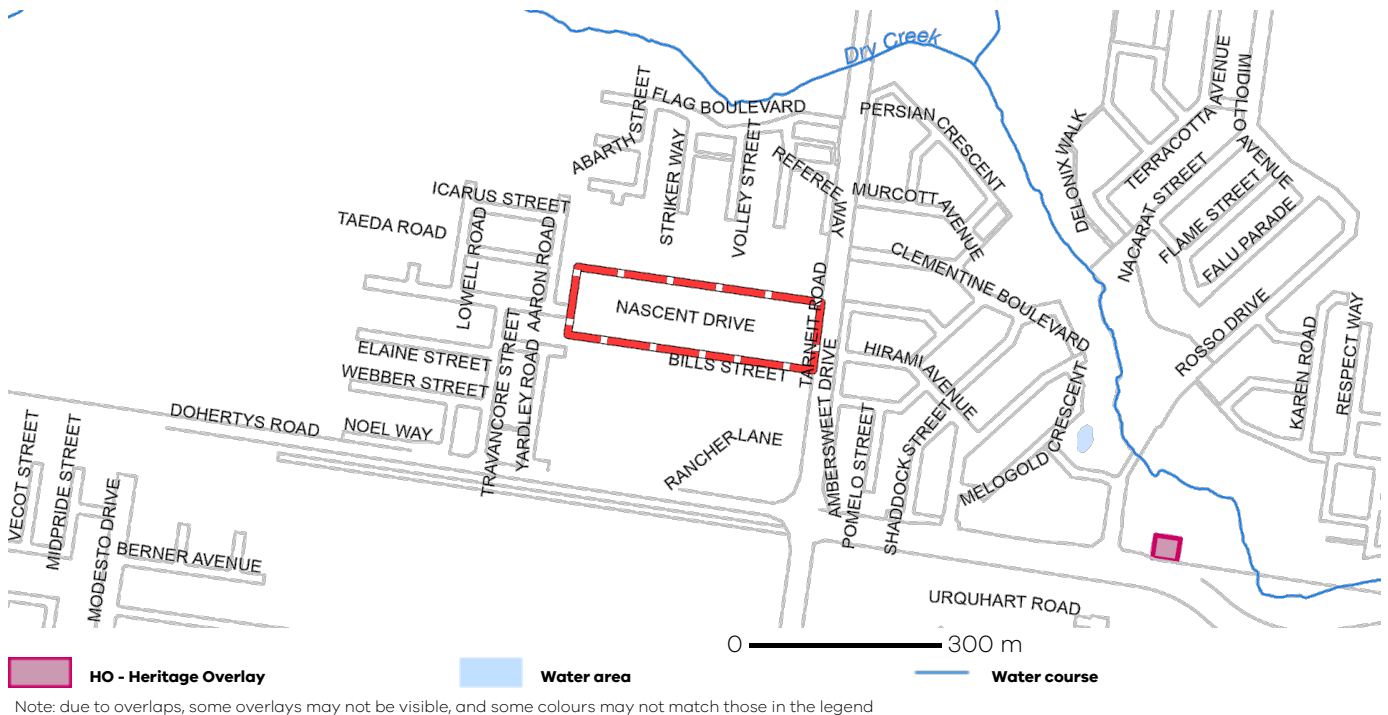 Dry Creek
FLAG BOULEVARD
ABARTH STREET
STRIKER WAY
VOLLEY STREET
REFEREE WAY
PERSIAN CRESCENT
MURCOTT AVENUE
CLEMENTINE BOULEVARD
DELONIX WALK
TERRACOTTA AVENUE
MIDOLLO AVENUE
NACARAT STREET
FLAME STREET
FALU PARADE
ROSSO DRIVE
KAREN ROAD
RESPECT WAY
ICARUS STREET
TAEDA ROAD
LOWELL ROAD
AARON ROAD
NASCENT DRIVE
TARNEIT ROAD
BILLS STREET
HIRAMI AVENUE
ELAINE STREET
WEBBER STREET
TRAVANCORE STREET
YARDLEY ROAD
AMBERSWEET DRIVE
POMELO STREET
SHADDOCK STREET
MELOGOLD CRESCENT
DOHERTYS ROAD
NOEL WAY
RANCHER LANE
VECOT STREET
MIDPRIDE STREET
MODESTO DRIVE
BERNER AVENUE
URQUHART ROAD
0 300 m
HO - Heritage Overlay
Water area
Water course
Note: due to overlaps, some overlays may not be visible, and some colours may not match those in the legend